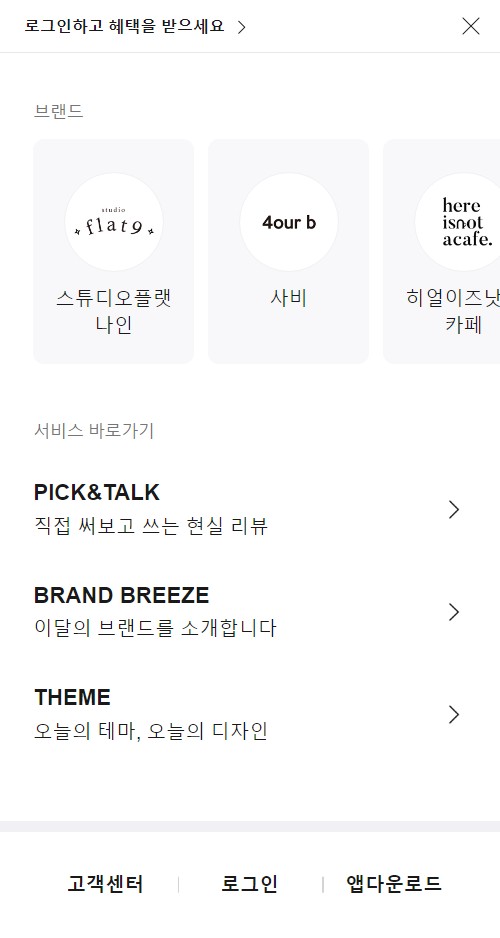 로그인하고 혜택을 받으세요
브랜드
studio
flat9
스튜디오플랫
나인
4our b
사비
here
isnot
acafe.
히얼이즈낫
카페
서비스 바로가기
PICK&TALK
직접 써보고 쓰는 현실 리뷰
BRAND BREEZE
이달의 브랜드를 소개합니다
THEME
오늘의 테마, 오늘의 디자인
고객센터
로그인
앱다운로드